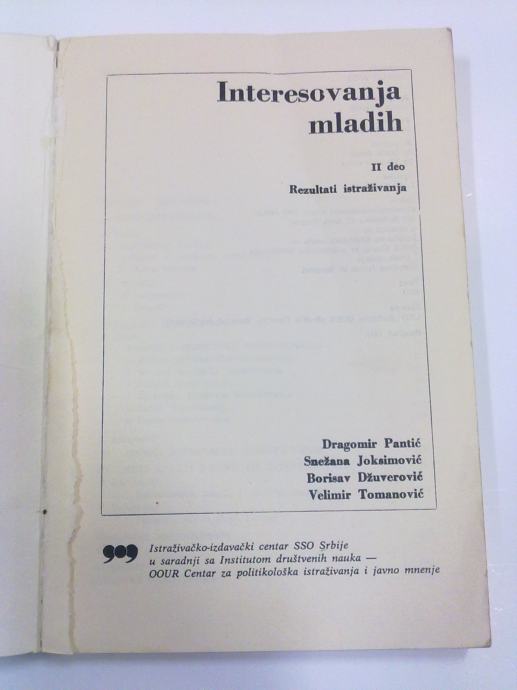 Interesovanja
mladih
II deo
Rezultati istraživanja
Dragomir Pantić
Snežana Joksimović
Borisav Džuverović
Velimir Tomanović
Istraživačko-izdavački centar SSO Srbije
u saradnji sa Institutom društvenih nauka —
OOUR Centar za politikološka istraživanja i javno mnenje